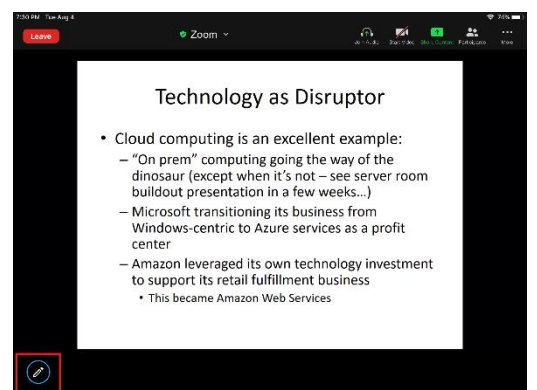 7:30 PM Tue Aug 4
74%
Leave
Zoom
Join Audio
Start Video
Share Content
Participants
More
Technology as Disruptor
• Cloud computing is an excellent example:
– “On prem” computing going the way of the
dinosaur (except when it’s not – see server room
buildout presentation in a few weeks…)
– Microsoft transitioning its business from
Windows-centric to Azure services as a profit
center
– Amazon leveraged its own technology investment
to support its retail fulfillment business
• This became Amazon Web Services